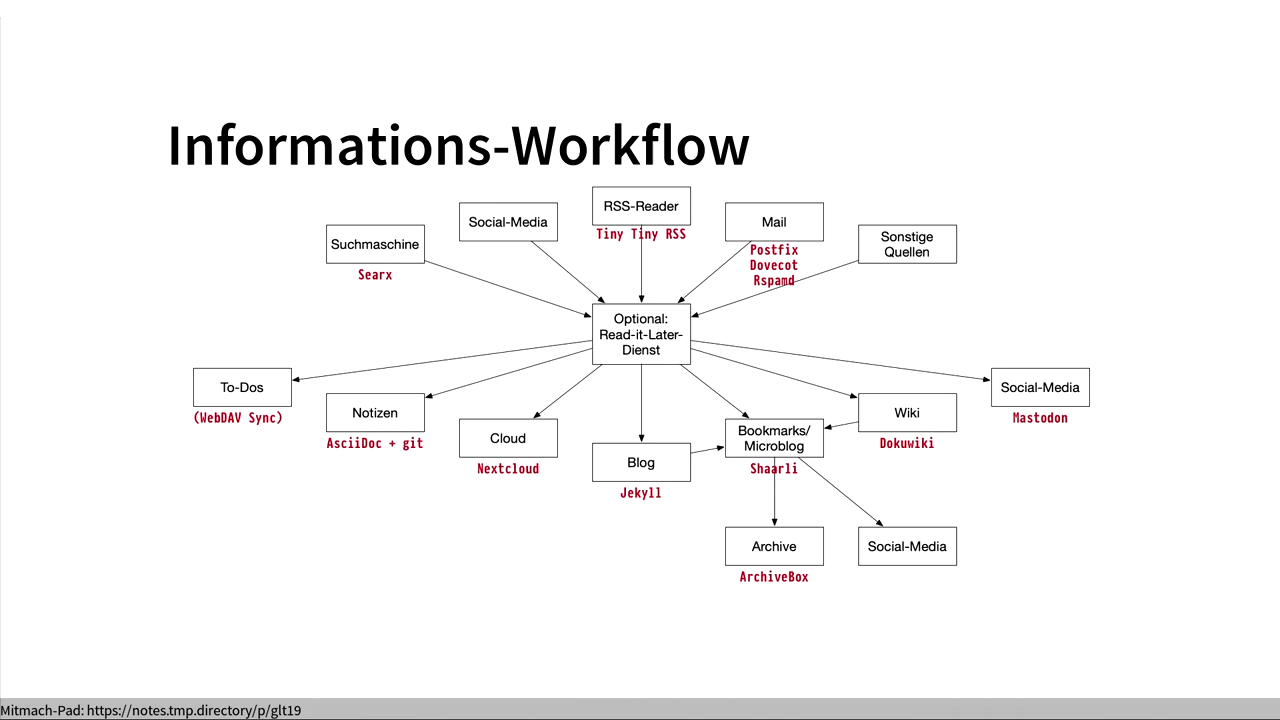 Informations-Workflow
RSS-Reader
Tiny Tiny RSS
Social-Media
Mail
Postfix
Dovecot
Rspamd
Suchmaschine
Searx
Sonstige
Quellen
Optional:
Read-it-Later-
Dienst
To-Dos
(WebDAV Sync)
Notizen
AsciiDoc + git
Cloud
Nextcloud
Blog
Jekyll
Bookmarks/
Microblog
Shaarli
Wiki
Dokuwiki
Social-Media
Mastodon
Archive
ArchiveBox
Social-Media
Mitmach-Pad: https://notes.tmp.directory/p/glt19